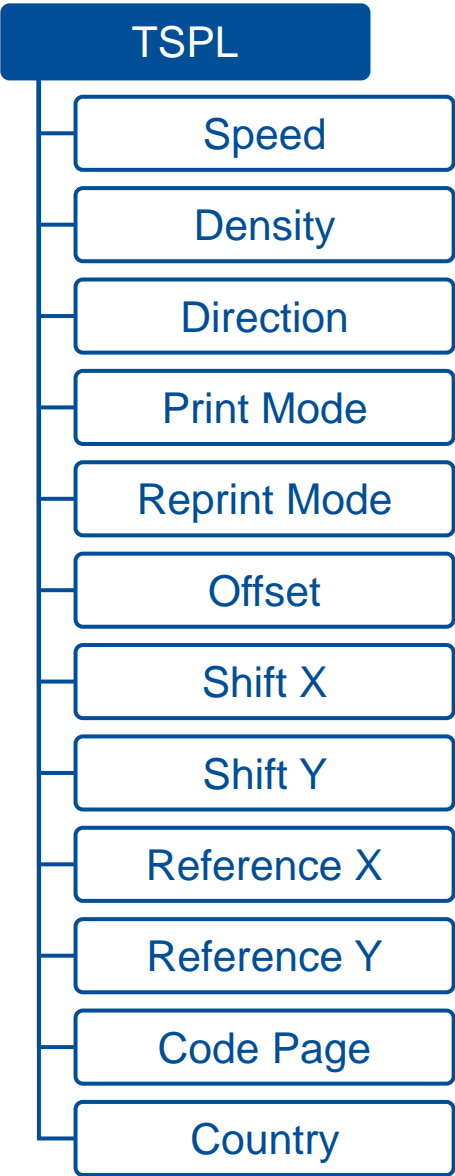 TSPL
Speed
Density
Direction
Print Mode
Reprint Mode
Offset
Shift X
Shift Y
Reference X
Reference Y
Code Page
Country